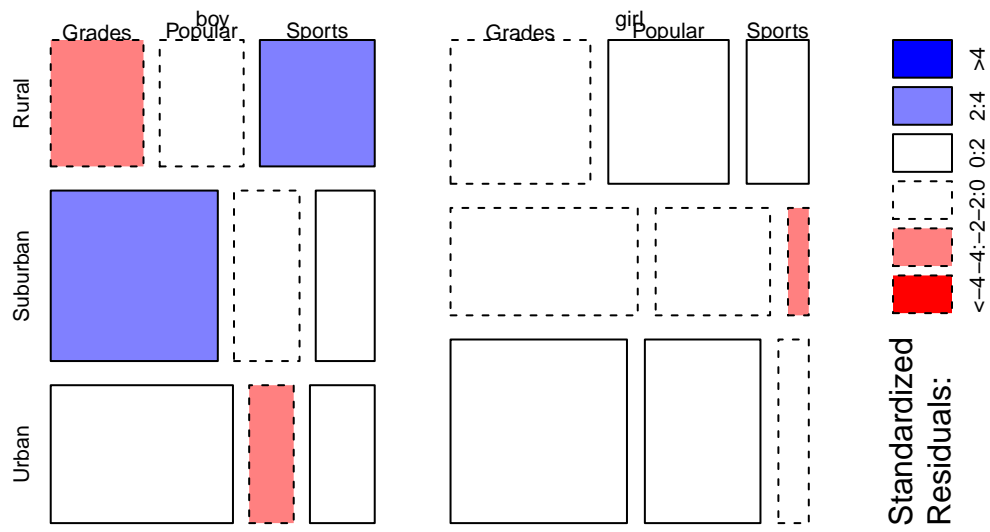 boy
girl
Grades Popular Sports
Grades Popular Sports
Rural
Suburban
Urban
Standardized
Residuals:
<−4
−4:−2
−2:0
0:2
2:4
>4